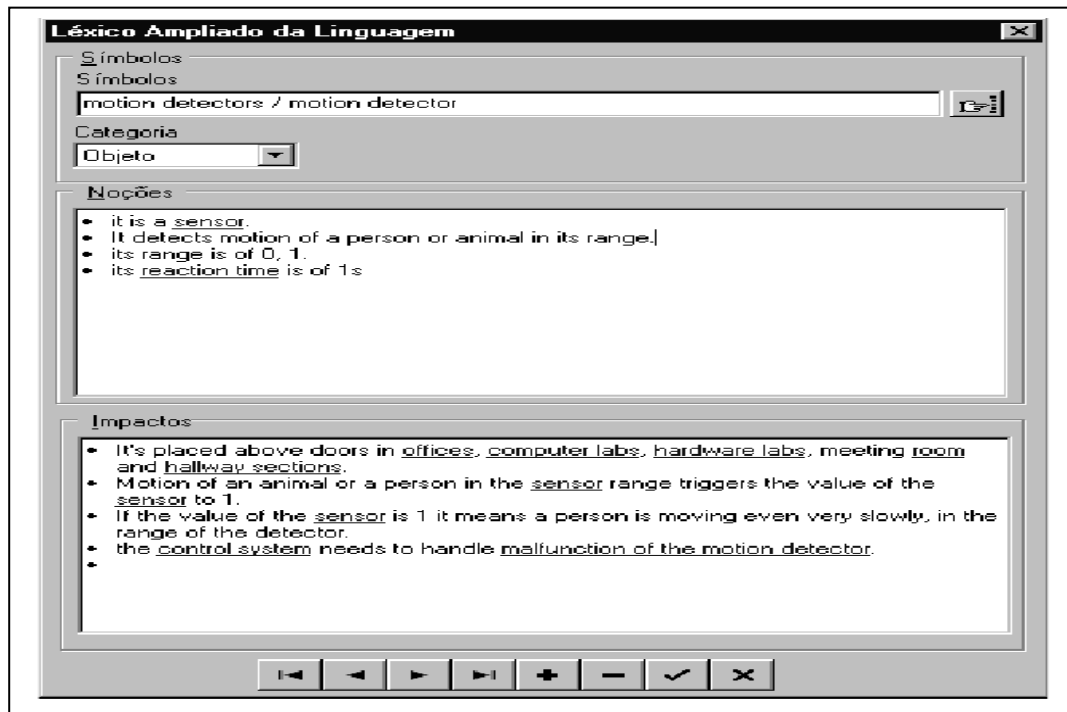 Léxico Ampliado da Linguagem
Símbolos
Símbolos
motion detectors / motion detector
Categoria
Objeto
Noções
• it is a sensor.
• It detects motion of a person or animal in its range.
• its range is of 0, 1.
• its reaction time is of 1s
Impactos
• It's placed above doors in offices, computer labs, hardware labs, meeting room
and hallway sections.
• Motion of an animal or a person in the sensor range triggers the value of the
sensor to 1.
• If the value of the sensor is 1 it means a person is moving even very slowly, in the
range of the detector.
• the control system needs to handle malfunction of the motion detector.
•